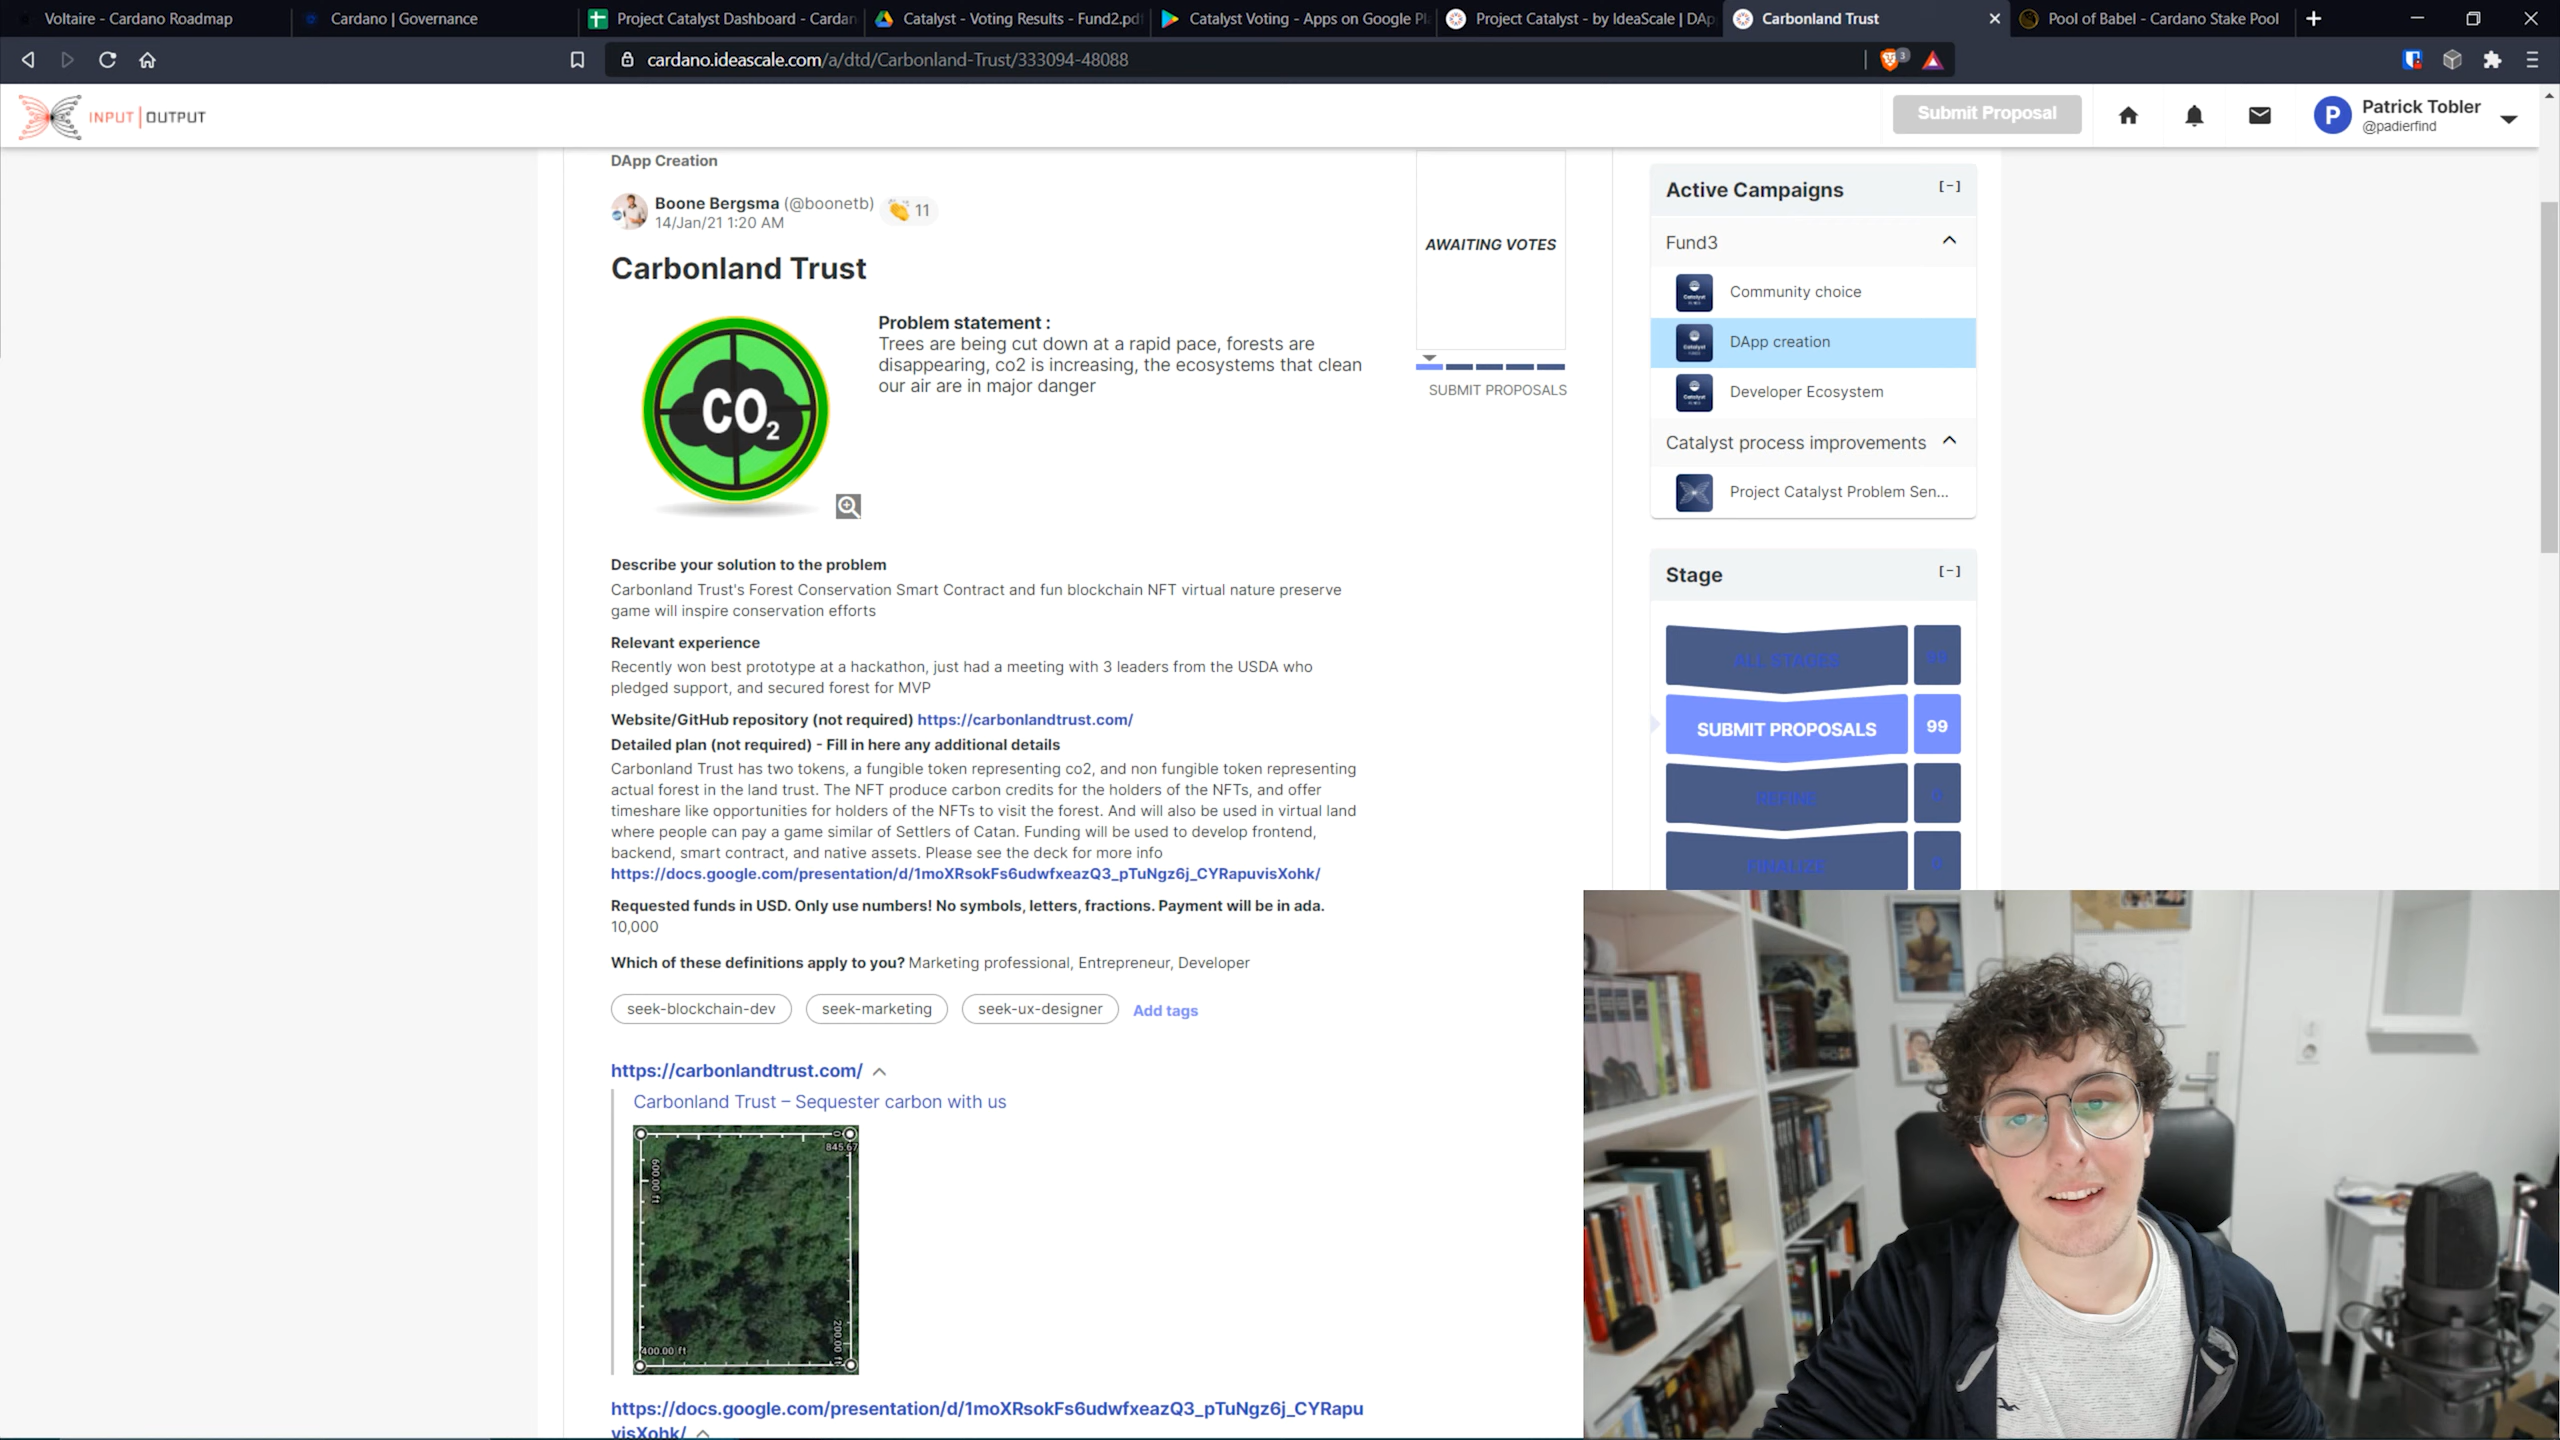 Voltaire - Cardano Roadmap
Cardano | Governance
Project Catalyst Dashboard - Cardan
Catalyst - Voting Results - Fund2.pdf
Catalyst Voting - Apps on Google Pl
Project Catalyst - by IdeaScale | DAp
Carbonland Trust
Pool of Babel - Cardano Stake Pool
cardano.ideascale.com/a/dtd/Carbonland-Trust/333094-48088
3
INPUT | OUTPUT
Submit Proposal
P
Patrick Tobler
@padierfind
DApp Creation
Boone Bergsma (@boonetb)
11
14/Jan/21 1:20 AM
Carbonland Trust
CO2
Problem statement :
Trees are being cut down at a rapid pace, forests are
disappearing, co2 is increasing, the ecosystems that clean
our air are in major danger
AWAITING VOTES
SUBMIT PROPOSALS
Describe your solution to the problem
Carbonland Trust's Forest Conservation Smart Contract and fun blockchain NFT virtual nature preserve
game will inspire conservation efforts
Relevant experience
Recently won best prototype at a hackathon, just had a meeting with 3 leaders from the USDA who
pledged support, and secured forest for MVP
Website/GitHub repository (not required) https://carbonlandtrust.com/
Detailed plan (not required) - Fill in here any additional details
Carbonland Trust has two tokens, a fungible token representing co2, and non fungible token representing
actual forest in the land trust. The NFT produce carbon credits for the holders of the NFTs, and offer
timeshare like opportunities for holders of the NFTs to visit the forest. And will also be used in virtual land
where people can pay a game similar of Settlers of Catan. Funding will be used to develop frontend,
backend, smart contract, and native assets. Please see the deck for more info
https://docs.google.com/presentation/d/1moXRsokFs6udwfxeazQ3_pTuNgz6j_CYRapuvisXohk/
Requested funds in USD. Only use numbers! No symbols, letters, fractions. Payment will be in ada.
10,000
Which of these definitions apply to you? Marketing professional, Entrepreneur, Developer
seek-blockchain-dev
seek-marketing
seek-ux-designer
Add tags
https://carbonlandtrust.com/
Carbonland Trust – Sequester carbon with us
845.67
600.00 ft
200.00 ft
400.00 ft
https://docs.google.com/presentation/d/1moXRsokFs6udwfxeazQ3_pTuNgz6j_CYRapu
visXohk/
Active Campaigns
[-]
Fund3
Community choice
DApp creation
Developer Ecosystem
Catalyst process improvements
Project Catalyst Problem Sen...
Stage
[-]
ALL STAGES
99
SUBMIT PROPOSALS
99
REFINE
0
FINALIZE
0